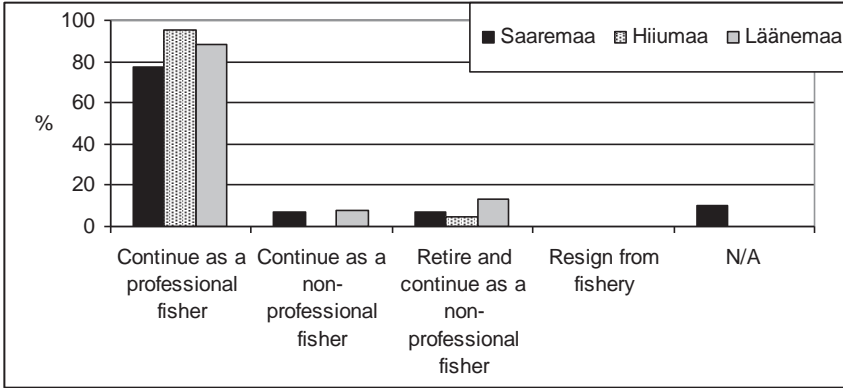 100
80
60
40
20
0
%
Saaremaa Hiiumaa Läänemaa
Continue as a
professional
fisher
Continue as a
non-
professional
fisher
Retire and
continue as a
non-
professional
fisher
Resign from
fishery
N/A